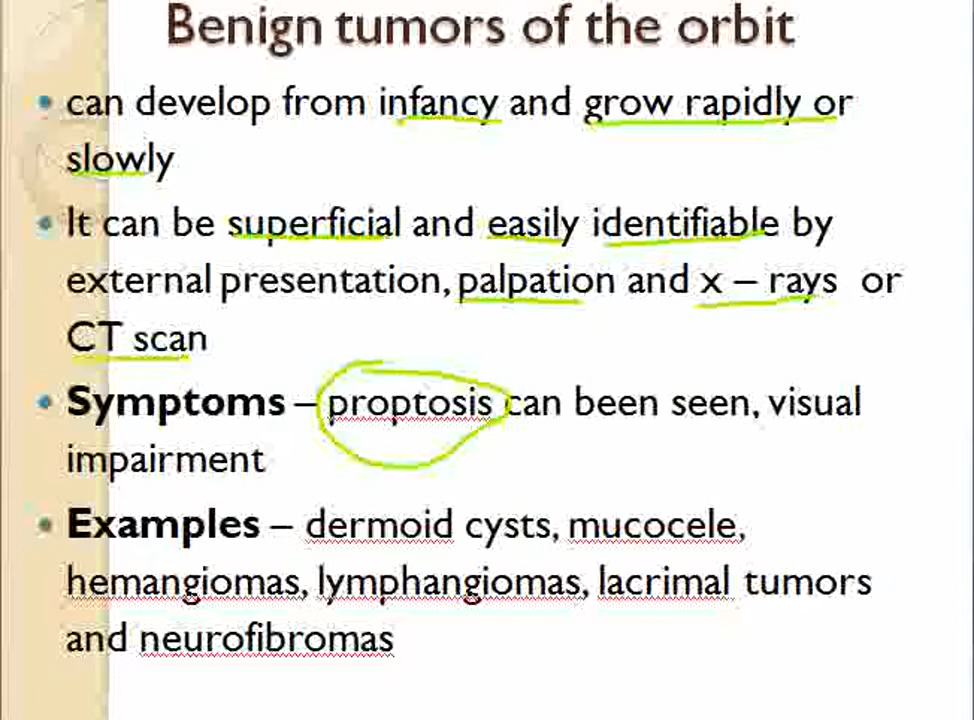 Benign tumors of the orbit
• can develop from infancy and grow rapidly or
slowly
• It can be superficial and easily identifiable by
external presentation, palpation and x – rays or
CT scan
• Symptoms – proptosis can been seen, visual
impairment
• Examples – dermoid cysts, mucocele,
hemangiomas, lymphangiomas, lacrimal tumors
and neurofibromas